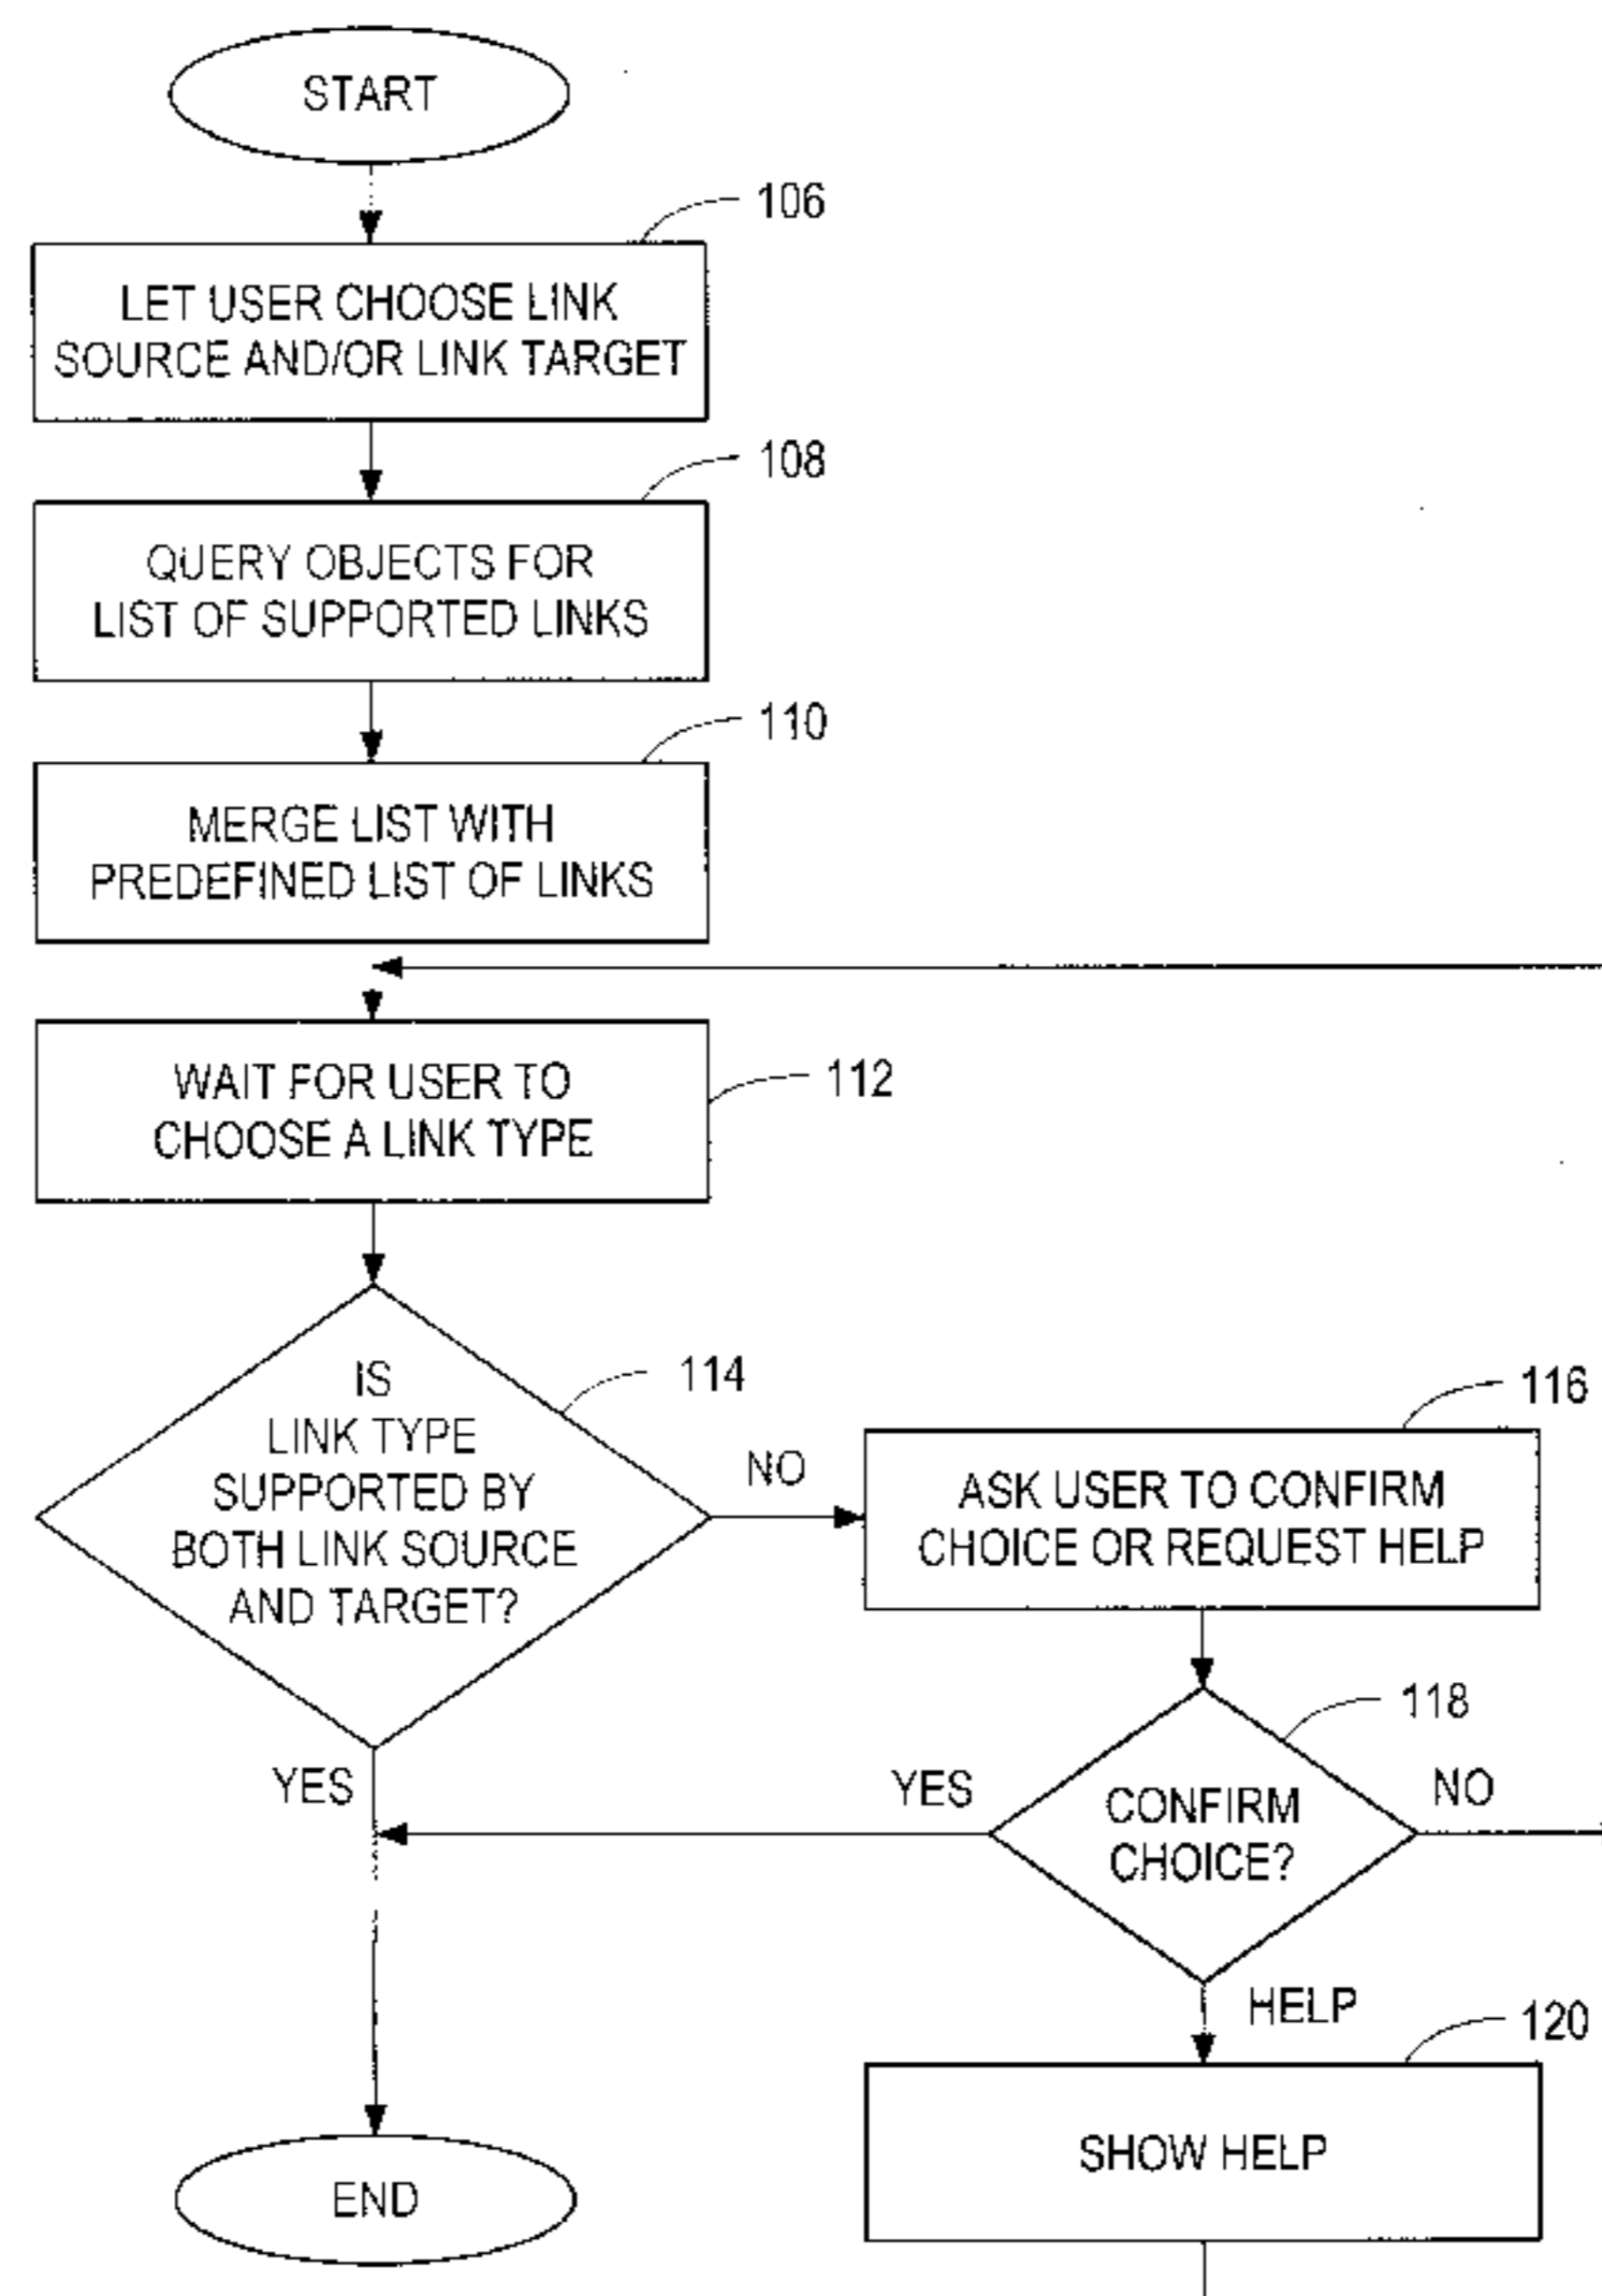 START
106
LET USER CHOOSE LINK
SOURCE AND/OR LINK TARGET
108
QUERY OBJECTS FOR
LIST OF SUPPORTED LINKS
110
MERGE LIST WITH
PREDEFINED LIST OF LINKS
WAIT FOR USER TO
CHOOSE A LINK TYPE
112
IS
LINK TYPE
SUPPORTED BY
BOTH LINK SOURCE
AND TARGET?
114
NO
116
ASK USER TO CONFIRM
CHOICE OR REQUEST HELP
118
YES
YES
CONFIRM
CHOICE?
NO
HELP
120
SHOW HELP
END